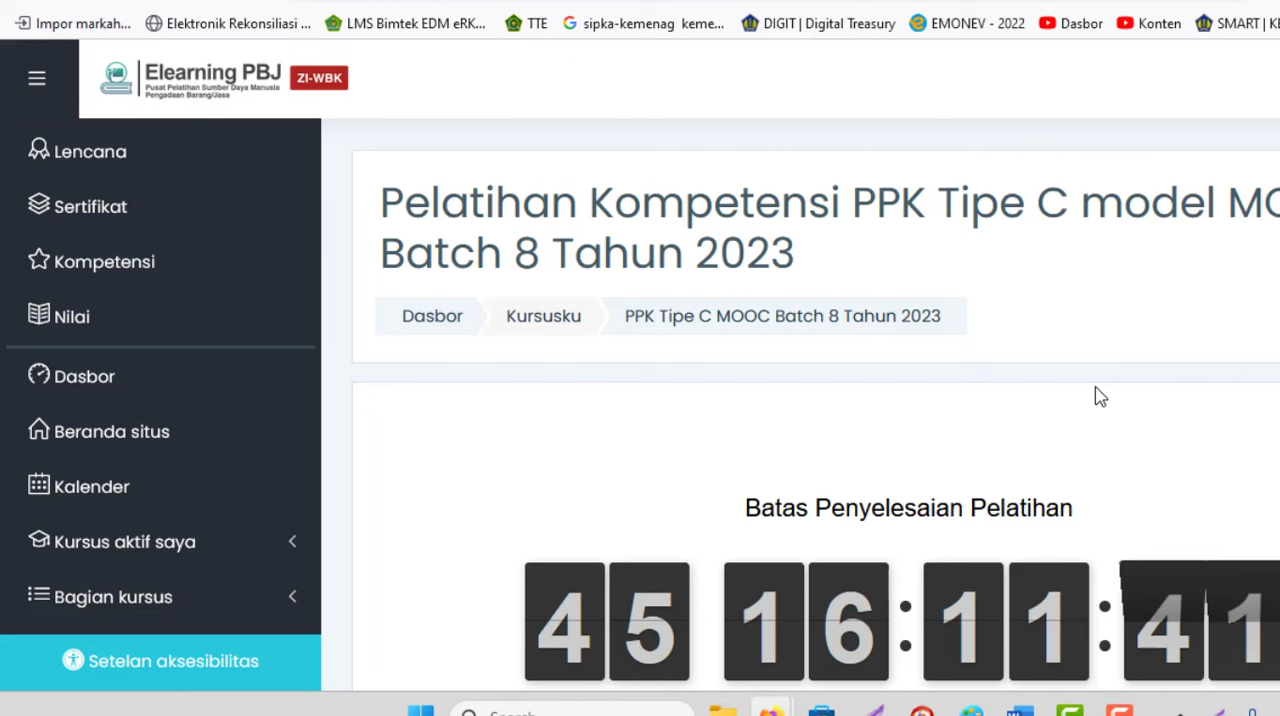 Impor markah... Elektronik Rekonsiliasi ... LMS Bimtek EDM eRK... TTE sipka-kemenag keme... DIGIT | Digital Treasury EMONEV - 2022 Dasbor Konten SMART | KE
Elearning PBJ ZI-WBK
Pusat Pelatihan Sumber Daya Manusia
Pengadaan Barang/Jasa
Lencana
Sertifikat
Kompetensi
Nilai
Dasbor
Beranda situs
Kalender
Kursus aktif saya
Bagian kursus
Setelan aksesibilitas
Pelatihan Kompetensi PPK Tipe C model MO
Batch 8 Tahun 2023
Dasbor Kursusku PPK Tipe C MOOC Batch 8 Tahun 2023
Batas Penyelesaian Pelatihan
45 16:11:41
Search